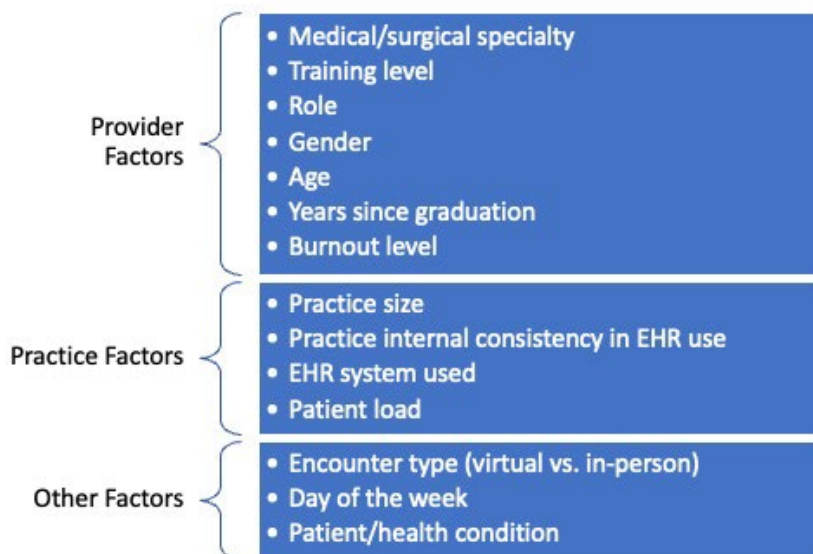 Provider
Factors
• Medical/surgical specialty
• Training level
• Role
• Gender
• Age
• Years since graduation
• Burnout level
Practice Factors
• Practice size
• Practice internal consistency in EHR use
• EHR system used
• Patient load
Other Factors
• Encounter type (virtual vs. in-person)
• Day of the week
• Patient/health condition